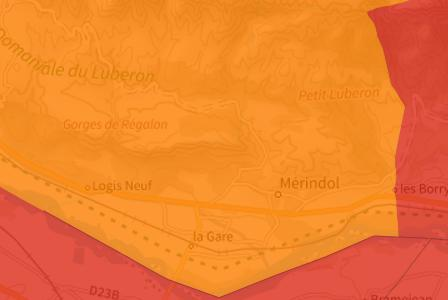 Domaniale du Luberon
Petit Luberon
Gorges de Régalon
Logis Neuf
Mérindol
les Borry
la Gare
D23B